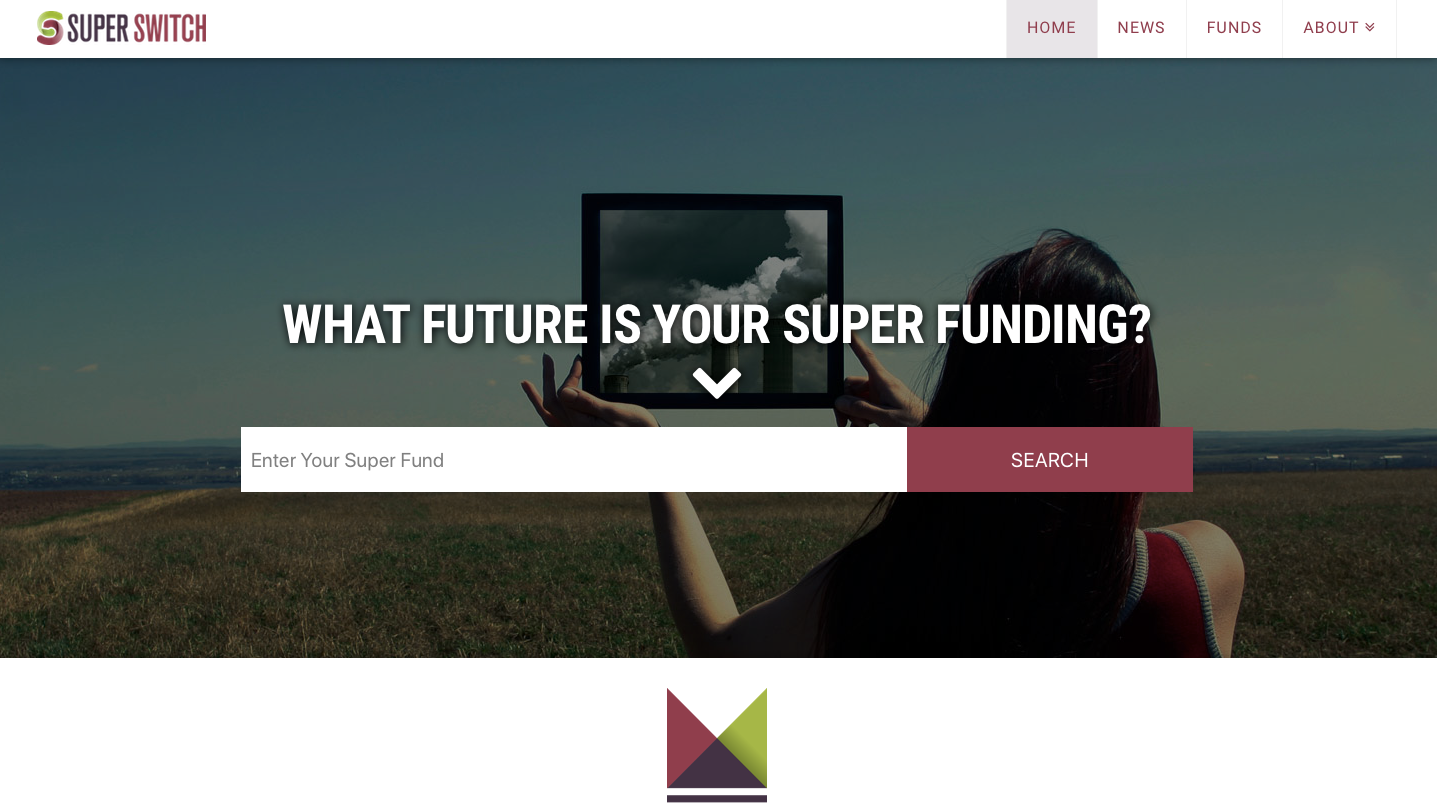 SUPER SWITCH
HOME
NEWS
FUNDS
ABOUT
WHAT FUTURE IS YOUR SUPER FUNDING?
Enter Your Super Fund
SEARCH